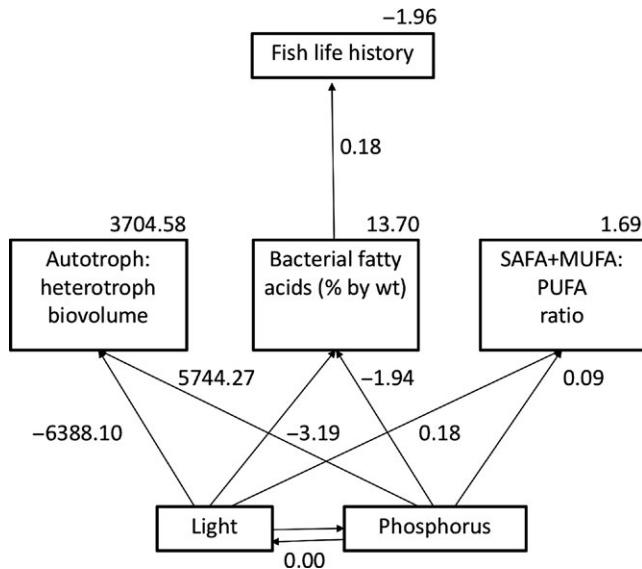 −1.96
Fish life history
0.18
3704.58
13.70
1.69
Autotroph:
heterotroph
biovolume
Bacterial fatty
acids (% by wt)
SAFA+MUFA:
PUFA
ratio
5744.27
−1.94
0.09
−6388.10
−3.19
0.18
Light
Phosphorus
0.00